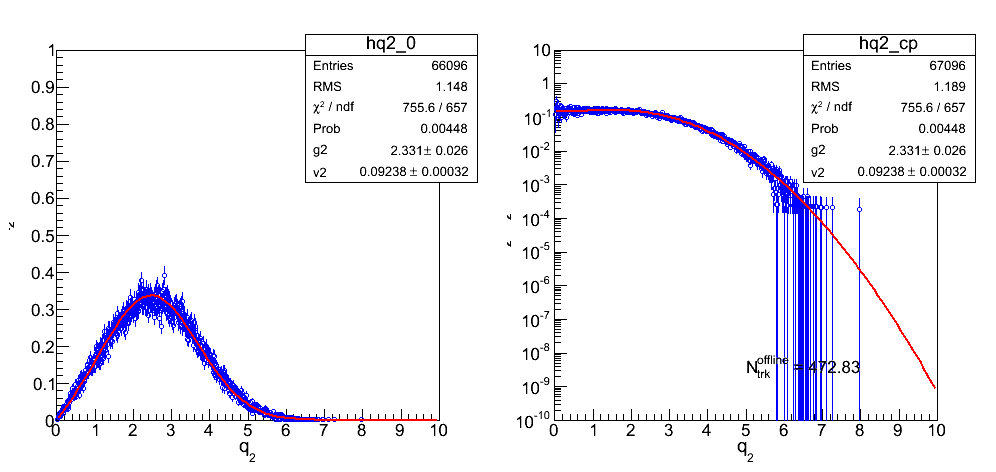 hq2_0
Entries 66096
RMS 1.148
χ² / ndf 755.6 / 657
Prob 0.00448
g2 2.331± 0.026
v2 0.09238 ± 0.00032
1
0.9
0.8
0.7
0.6
0.5
0.4
0.3
0.2
0.1
0
0 1 2 3 4 5 6 7 8 9 10
q2
hq2_cp
Entries 67096
RMS 1.189
χ² / ndf 755.6 / 657
Prob 0.00448
g2 2.331± 0.026
v2 0.09238 ± 0.00032
10
1
10-1
10-2
10-3
10-4
10-5
10-6
10-7
10-8
10-9
10-10
N offline trk = 472.83
0 1 2 3 4 5 6 7 8 9 10
q2